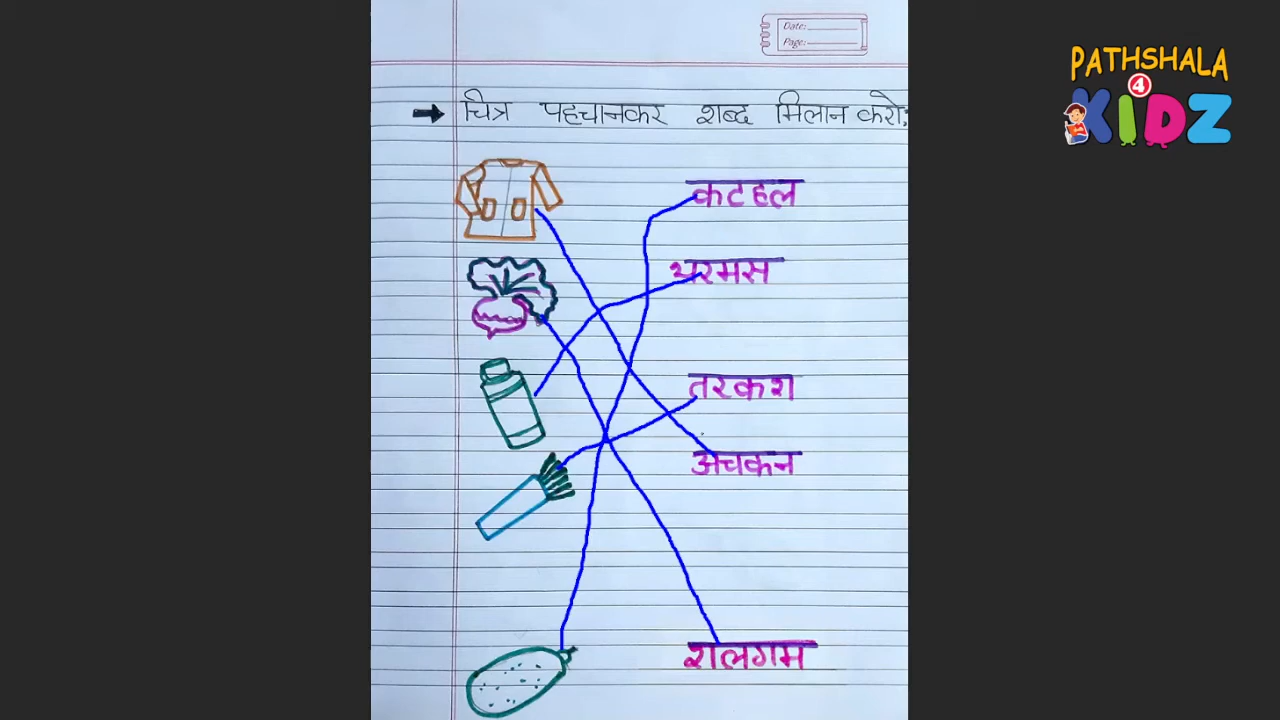 Date:
Page:
PATHSHALA
4
KIDZ
→ चित्र पहचानकर शब्द मिलान करो:
कटहल
थरमस
तरकश
अचकन
शलगम